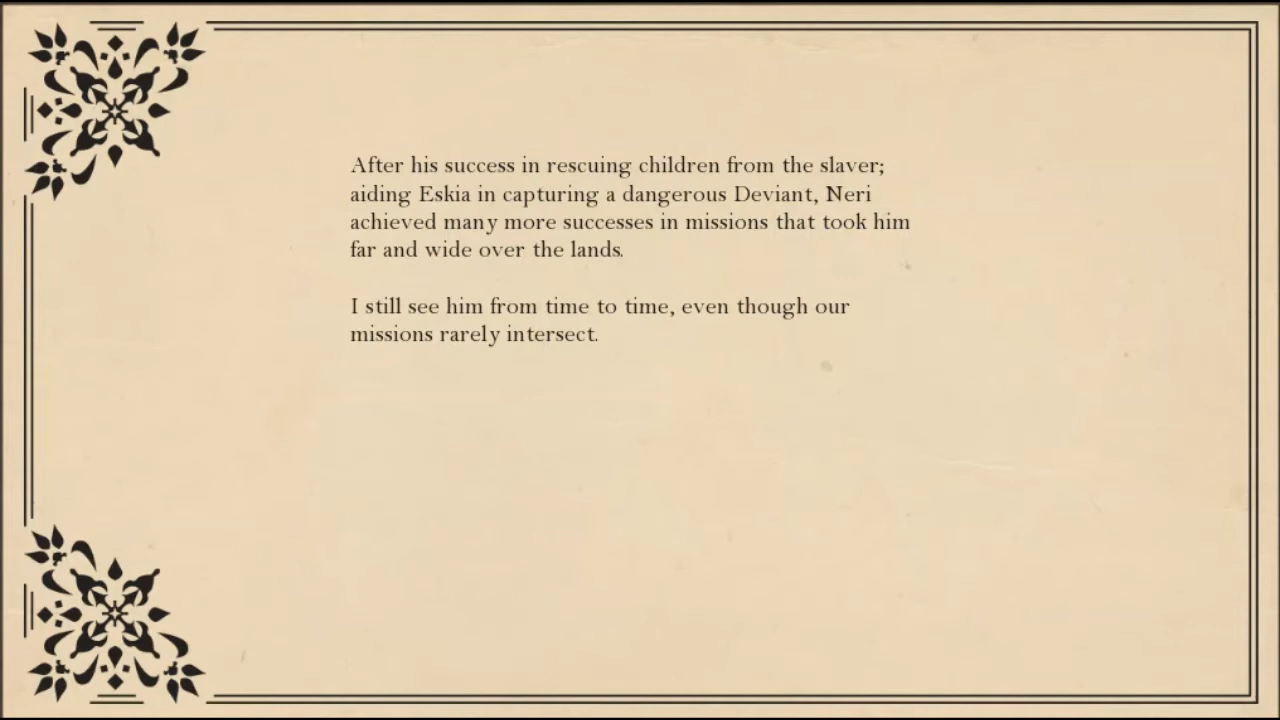 After his success in rescuing children from the slaver;
aiding Eskia in capturing a dangerous Deviant, Neri
achieved many more successes in missions that took him
far and wide over the lands.
I still see him from time to time, even though our
missions rarely intersect.